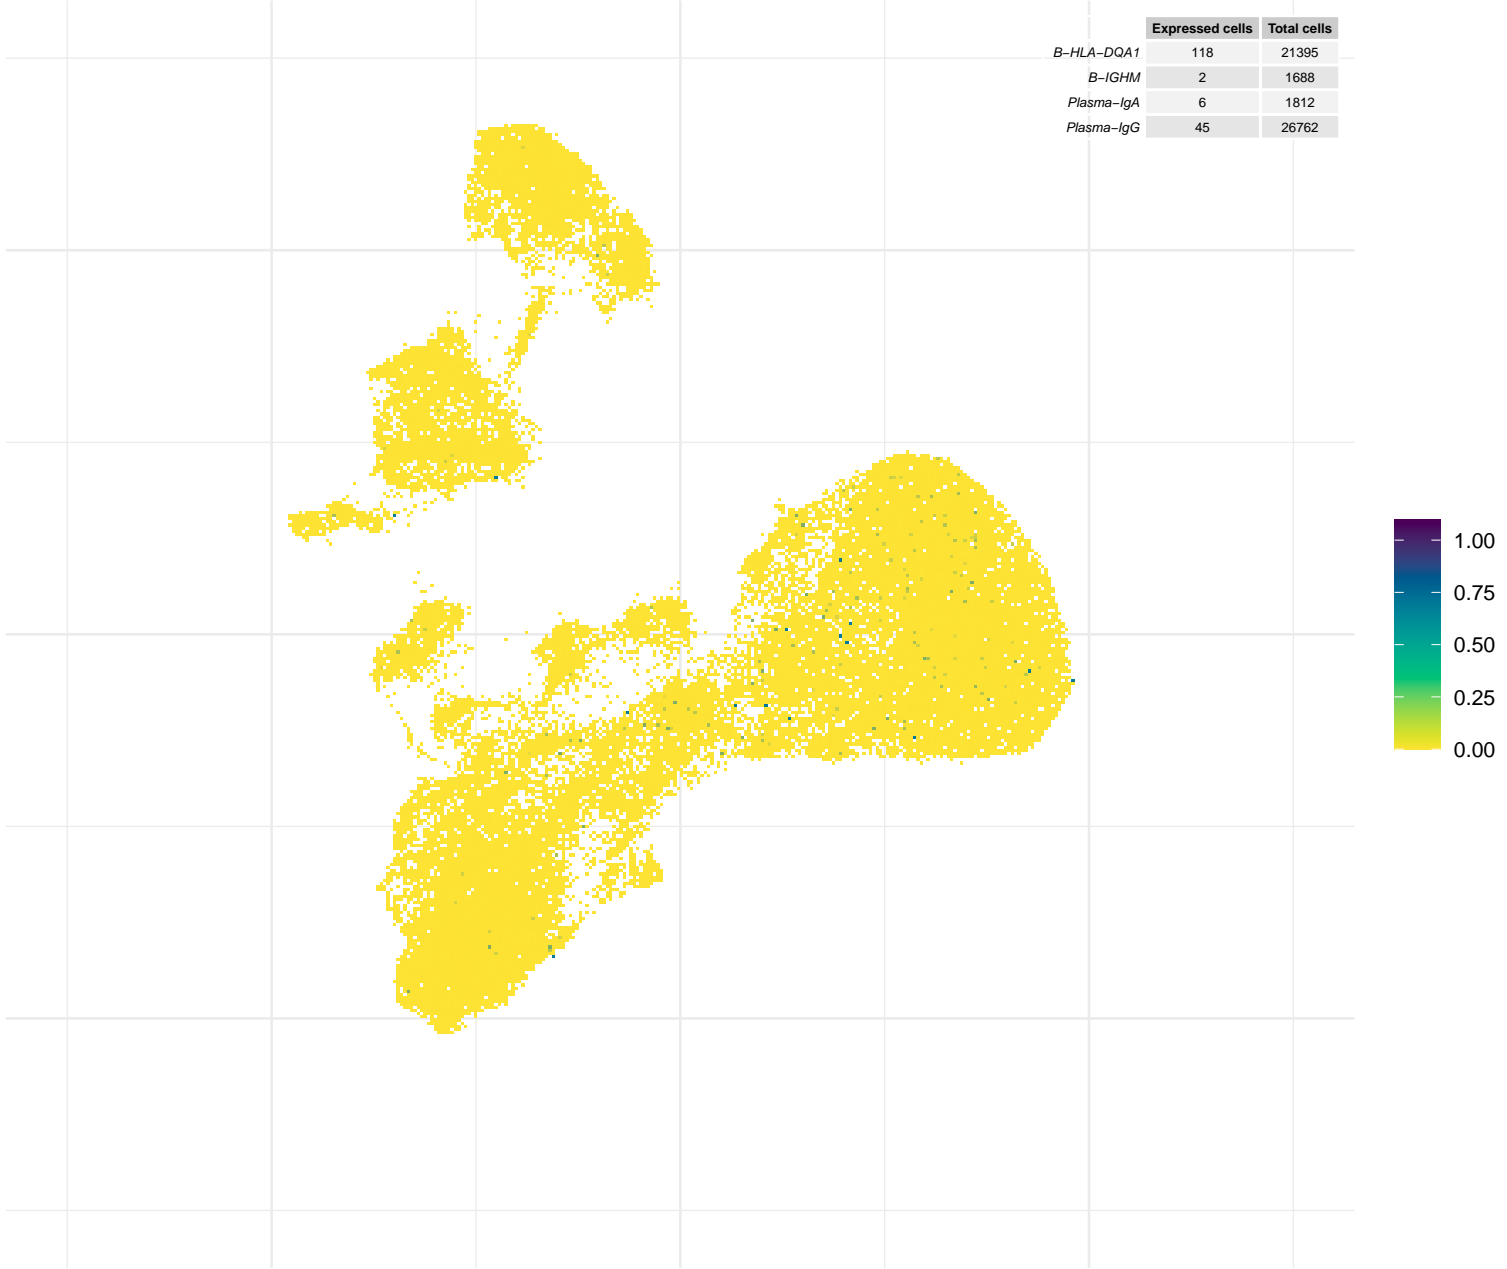 Expressed cells Total cells
B−HLA−DQA1 118 21395
B−IGHM 2 1688
Plasma−IgA 6 1812
Plasma−IgG 45 26762
1.00
0.75
0.50
0.25
0.00